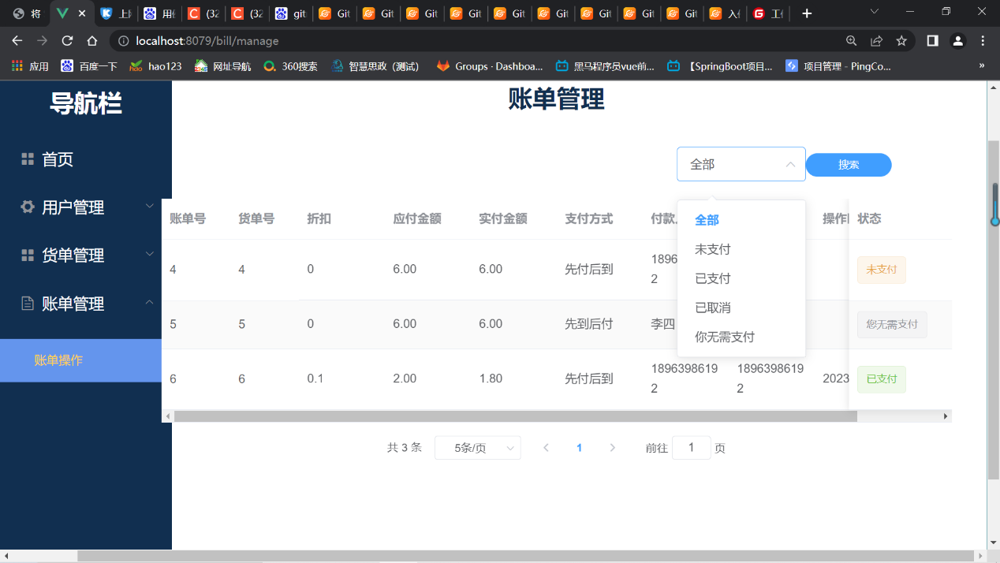 将
上
用
(32
(32
git
Git
Git
Git
Git
Git
Git
Git
Git
Git
入
工
localhost:8079/bill/manage
应用
百度一下
hao123
网址导航
360搜索
智慧思政（测试）
Groups · Dashboa...
黑马程序员vue前...
【SpringBoot项目...
项目管理 - PingCo...
»
导航栏
首页
用户管理
货单管理
账单管理
账单操作
账单管理
全部
搜索
账单号 货单号 折扣 应付金额 实付金额 支付方式 付款 操作 状态
全部
未支付
已支付
已取消
你无需支付
4 4 0 6.00 6.00 先付后到 1896 未支付
2
5 5 0 6.00 6.00 先到后付 李四 您无需支付
6 6 0.1 2.00 1.80 先付后到 1896398619 1896398619 2023 已支付
2 2
共 3 条 5条/页 1 前往 1 页